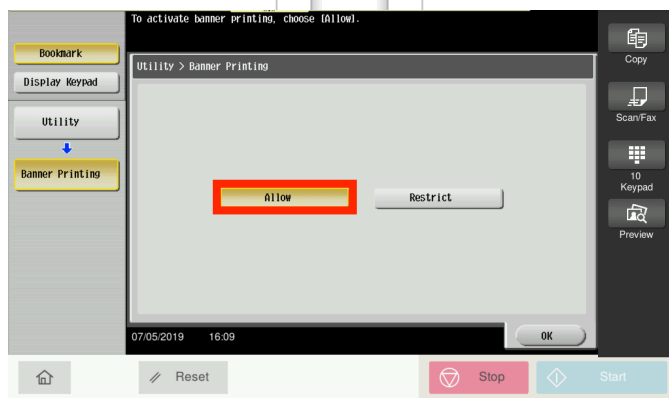 To activate banner printing, choose [Allow].
Bookmark
Display Keypad
Utility
Banner Printing
Utility > Banner Printing
Allow
Restrict
07/05/2019 16:09
OK
Copy
Scan/Fax
10
Keypad
Preview
Reset
Stop
Start